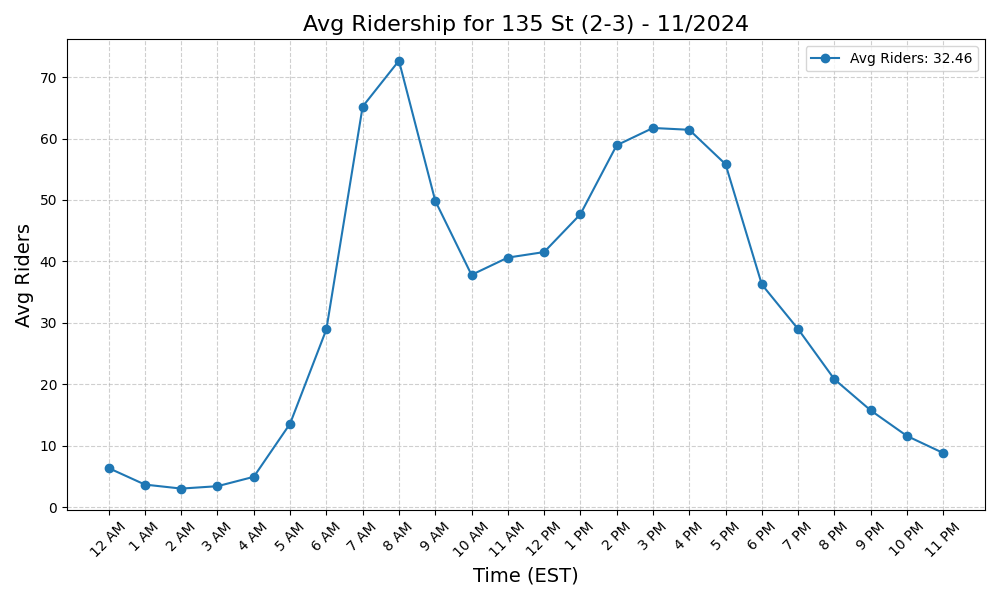 Avg Ridership for 135 St (2-3) - 11/2024
Avg Riders: 32.46
Avg Riders
70
60
50
40
30
20
10
0
12 AM
1 AM
2 AM
3 AM
4 AM
5 AM
6 AM
7 AM
8 AM
9 AM
10 AM
11 AM
12 PM
1 PM
2 PM
3 PM
4 PM
5 PM
6 PM
7 PM
8 PM
9 PM
10 PM
11 PM
Time (EST)